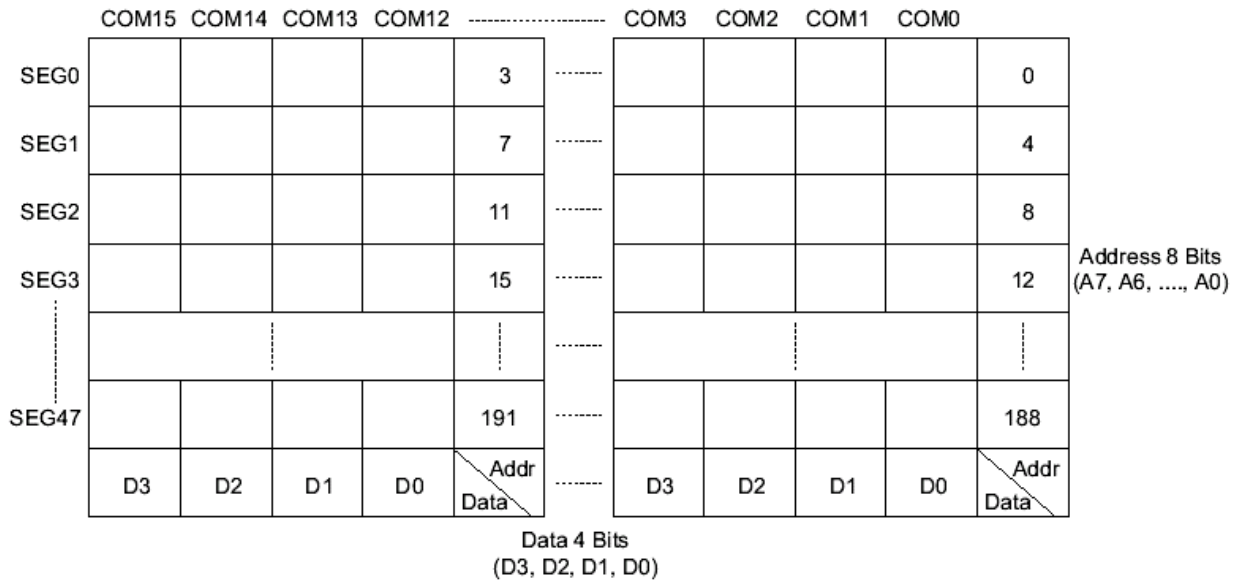 COM15 COM14 COM13 COM12 COM3 COM2 COM1 COM0
SEG0 3 0
SEG1 7 4
SEG2 11 8
SEG3 15 12
Address 8 Bits
(A7, A6, ...., A0)
SEG47 191 188
D3 D2 D1 D0 Addr Data D3 D2 D1 D0 Addr Data
Data 4 Bits
(D3, D2, D1, D0)